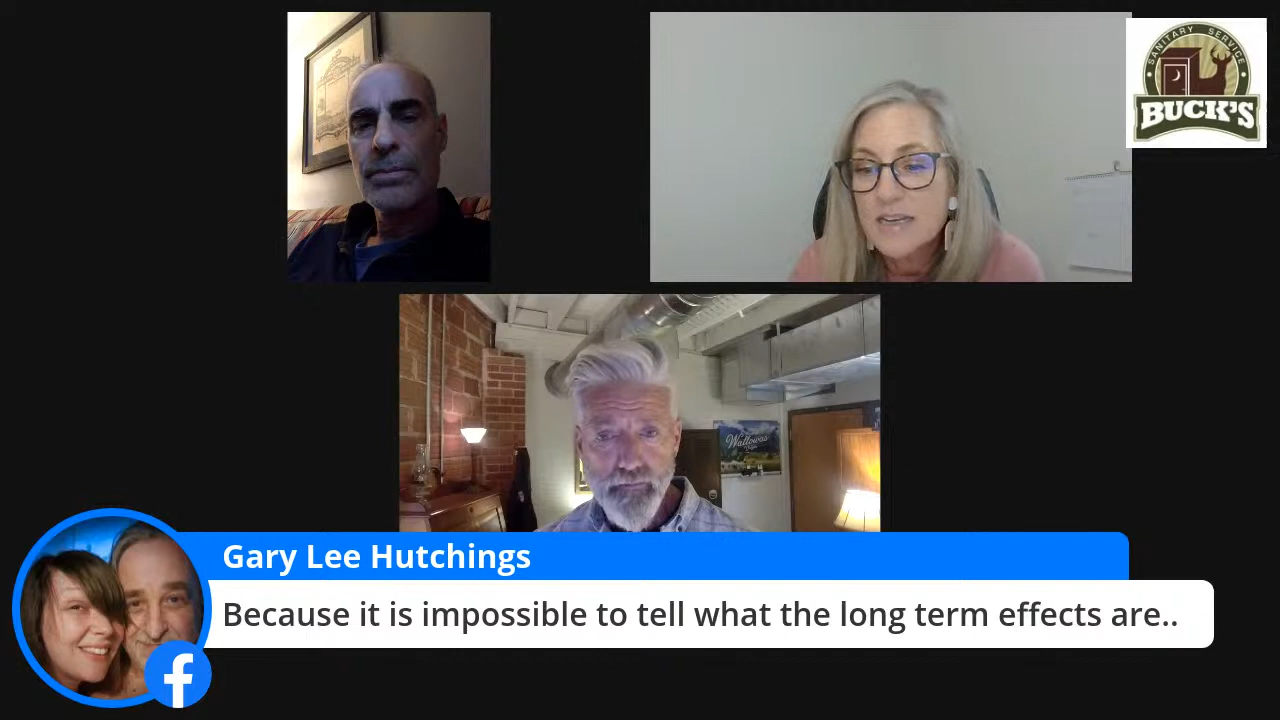 SANITARY SERVICE
BUCK'S
Wallowas
Gary Lee Hutchings
Because it is impossible to tell what the long term effects are..